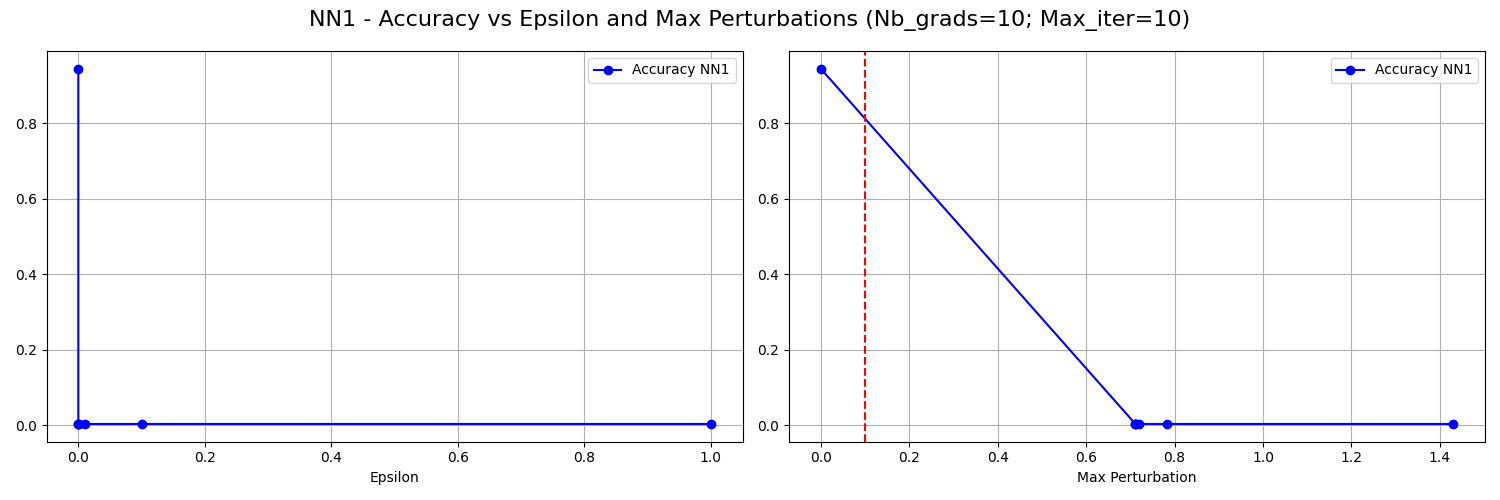 NN1 - Accuracy vs Epsilon and Max Perturbations (Nb_grads=10; Max_iter=10)
Accuracy NN1
0.8
0.6
0.4
0.2
0.0
0.0 0.2 0.4 0.6 0.8 1.0
Epsilon
Accuracy NN1
0.8
0.6
0.4
0.2
0.0
0.0 0.2 0.4 0.6 0.8 1.0 1.2 1.4
Max Perturbation